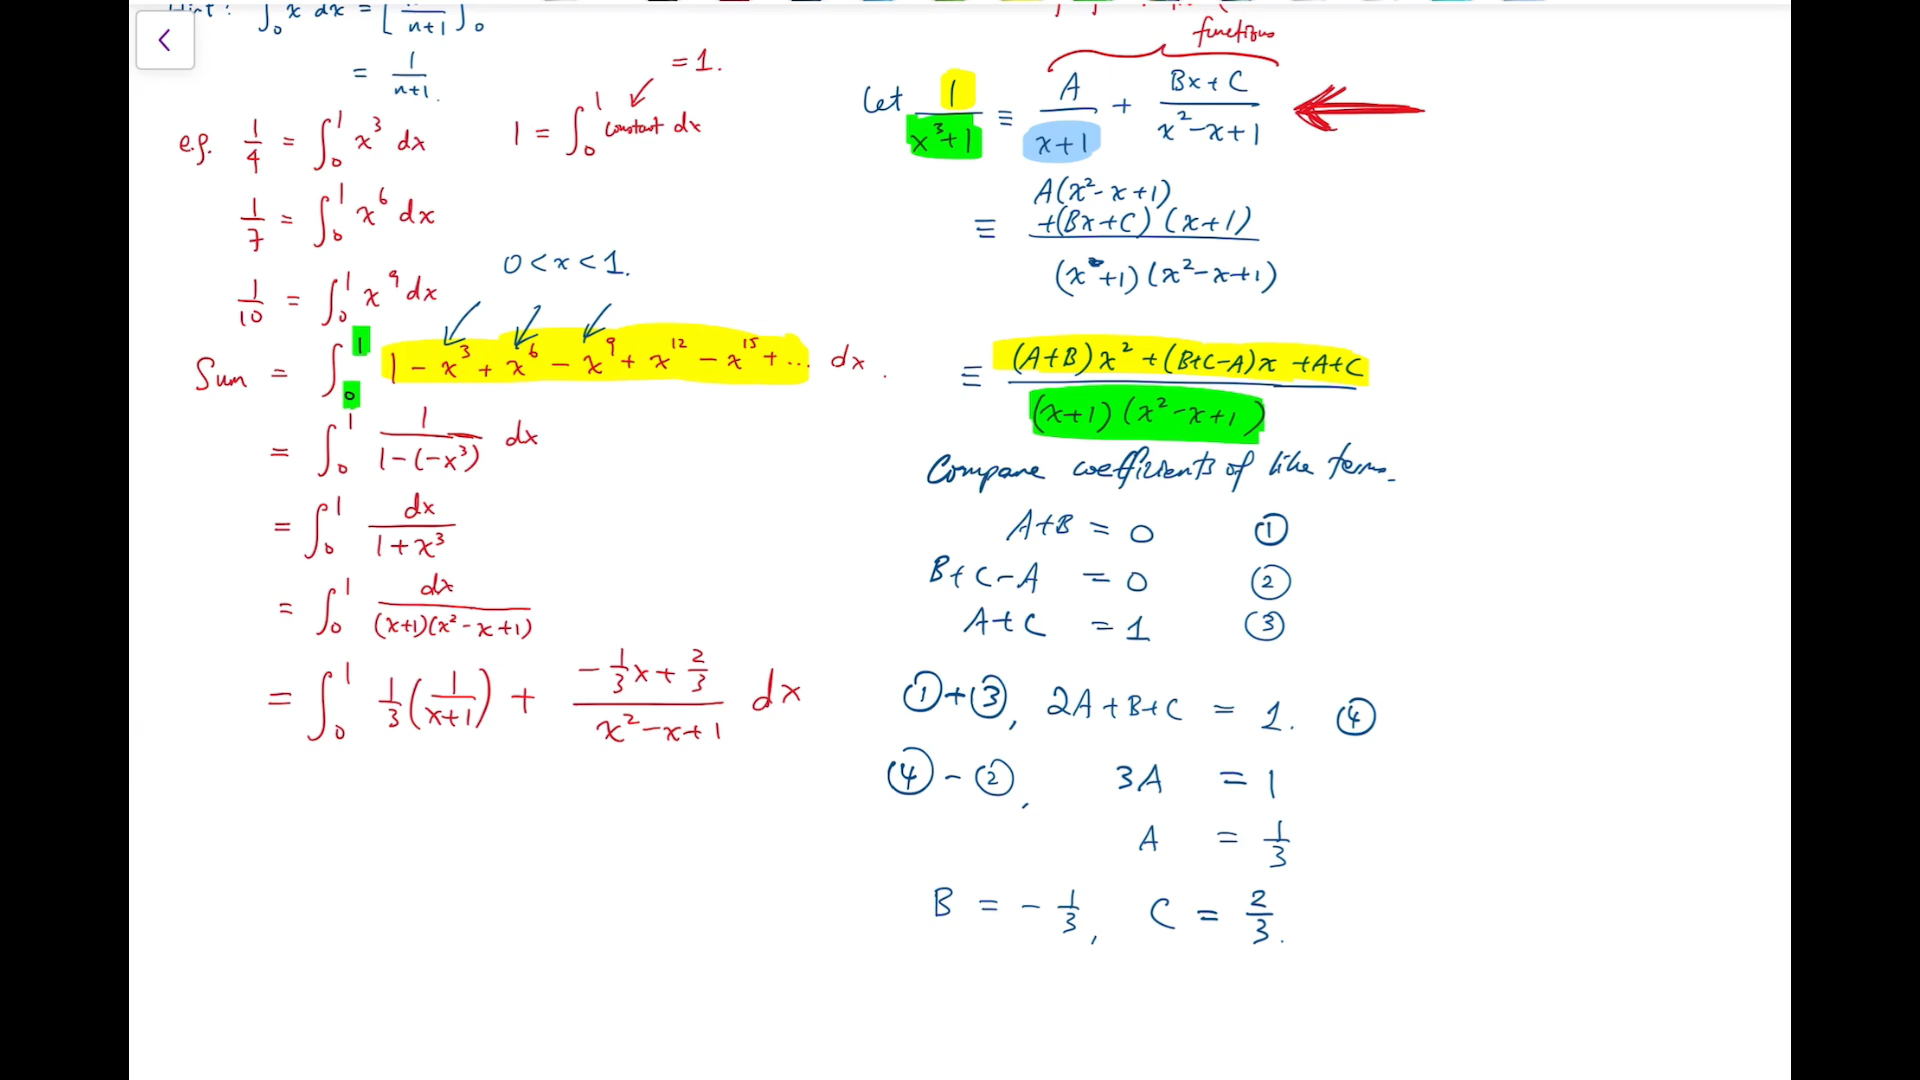 ∫₀¹ x dx = [ /n+1]₀
= 1/n+1.
= 1.
e.g. 1/4 = ∫₀¹ x³ dx
1 = ∫₀¹ constant dx
1/7 = ∫₀¹ x⁶ dx
0 < x < 1.
1/10 = ∫₀¹ x⁹ dx
Sum = ∫₀¹ 1 - x³ + x⁶ - x⁹ + x¹² - x¹⁵ + ... dx.
= ∫₀¹ 1/1-(-x³) dx
= ∫₀¹ dx/1+x³
= ∫₀¹ dx/(x+1)(x²-x+1)
= ∫₀¹ 1/3(1/x+1) + -1/3x+2/3/x²-x+1 dx
functions
Let 1/x³+1 ≡ A/x+1 + Bx+C/x²-x+1
A(x²-x+1)
≡ +(Bx+C)(x+1)
(x+1)(x²-x+1)
≡ (A+B)x²+(B+C-A)x+A+C
(x+1)(x²-x+1)
Compare coefficients of like terms.
A+B = 0 ①
B+C-A = 0 ②
A+C = 1 ③
①+③, 2A+B+C = 1. ④
④-②, 3A = 1
A = 1/3
B = -1/3, C = 2/3.